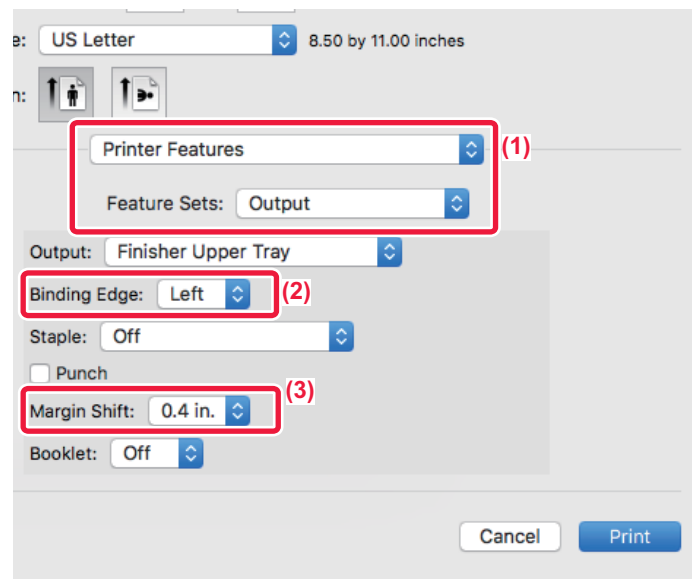 e: US Letter 8.50 by 11.00 inches
n:
Printer Features (1)
Feature Sets: Output
Output: Finisher Upper Tray
Binding Edge: Left (2)
Staple: Off
Punch
(3)
Margin Shift: 0.4 in.
Booklet: Off
Cancel Print